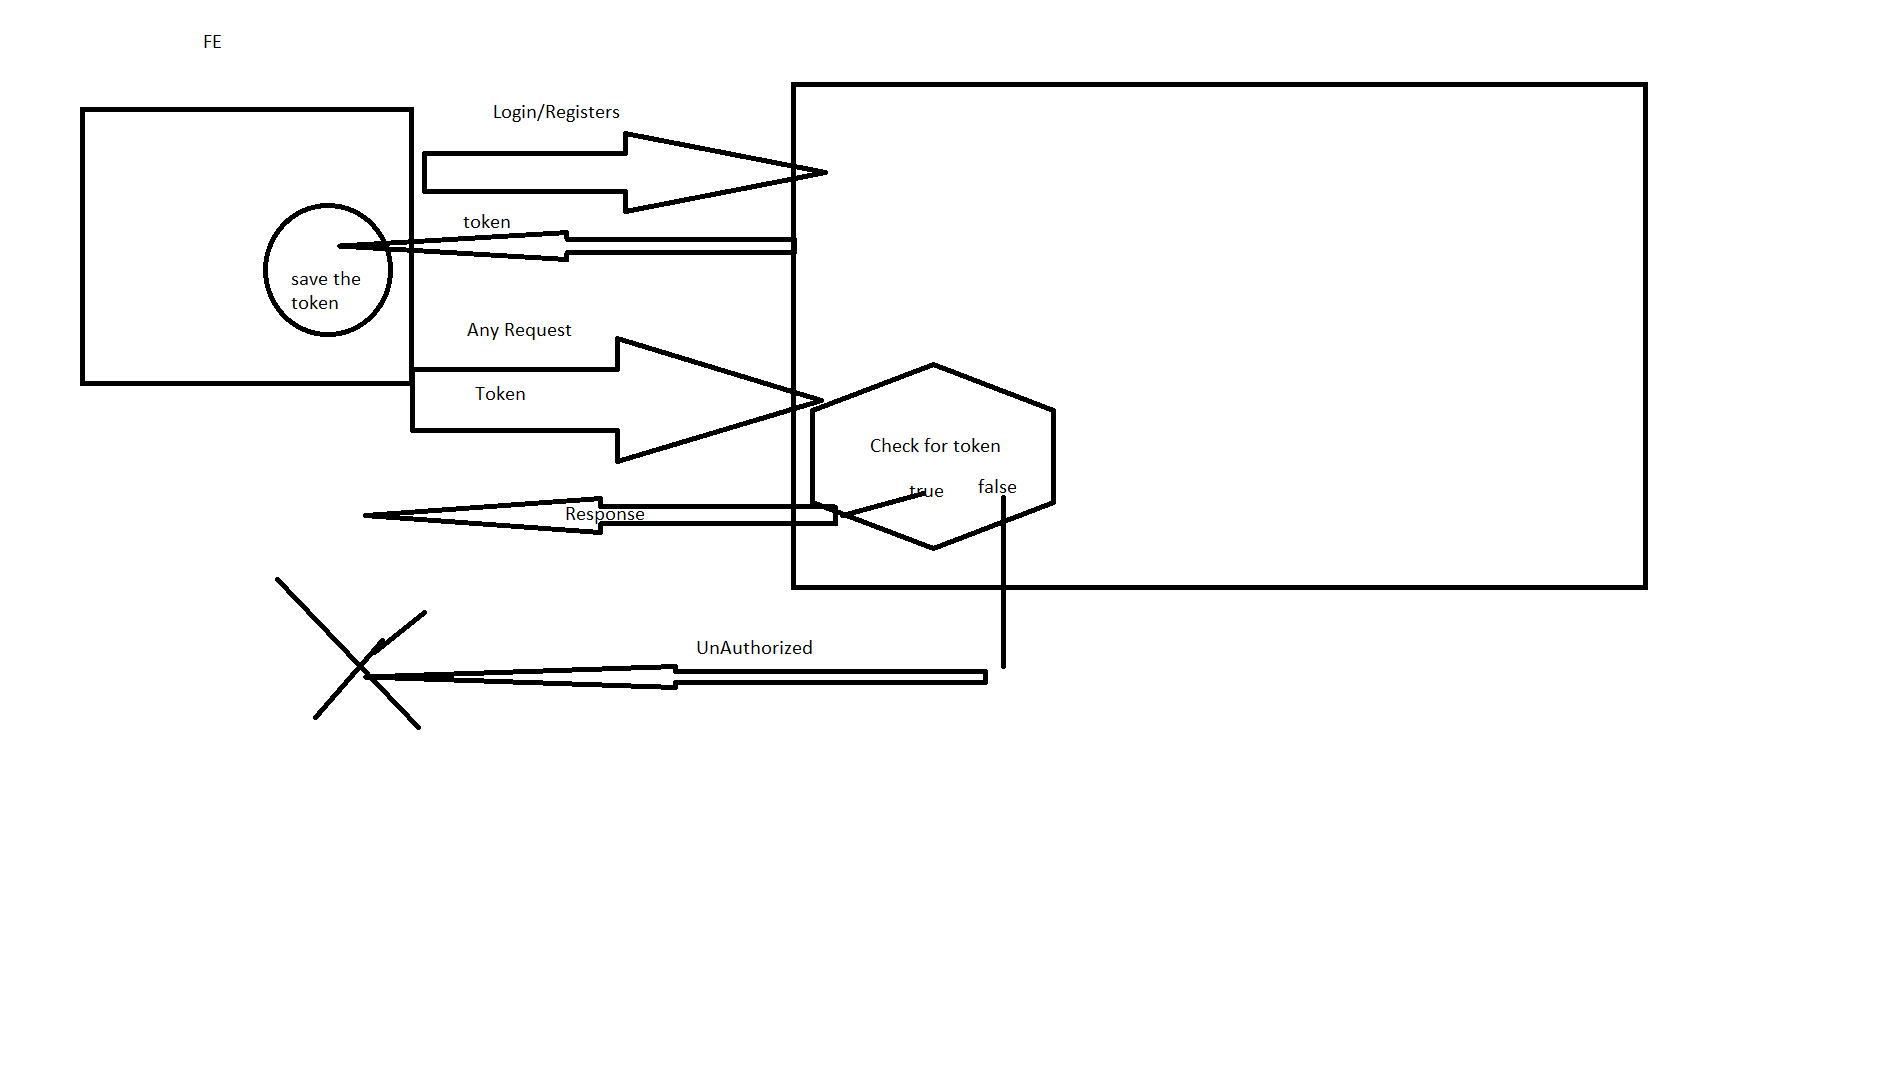 FE
Login/Registers
token
save the
token
Any Request
Token
Check for token
true
false
Response
UnAuthorized